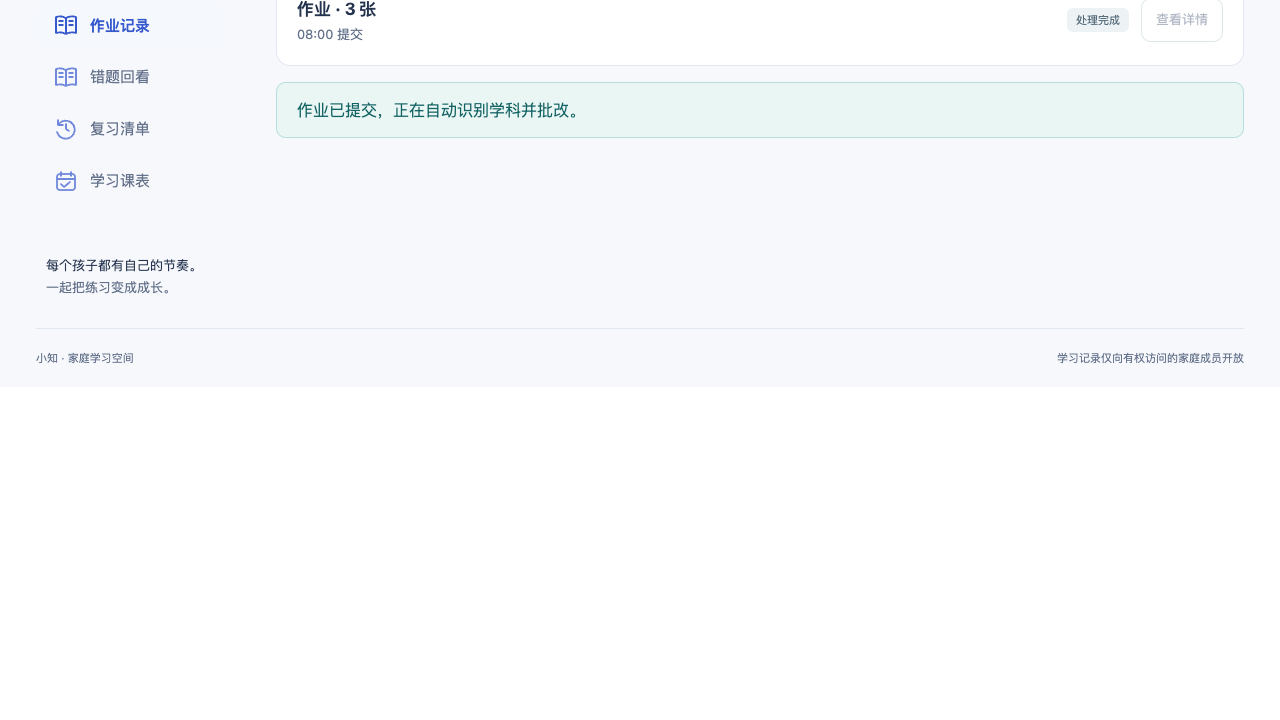 作业记录
错题回看
复习清单
学习课表
每个孩子都有自己的节奏。
一起把练习变成成长。
作业 · 3 张
08:00 提交
处理完成
查看详情
作业已提交，正在自动识别学科并批改。
小知 · 家庭学习空间
学习记录仅向有权访问的家庭成员开放